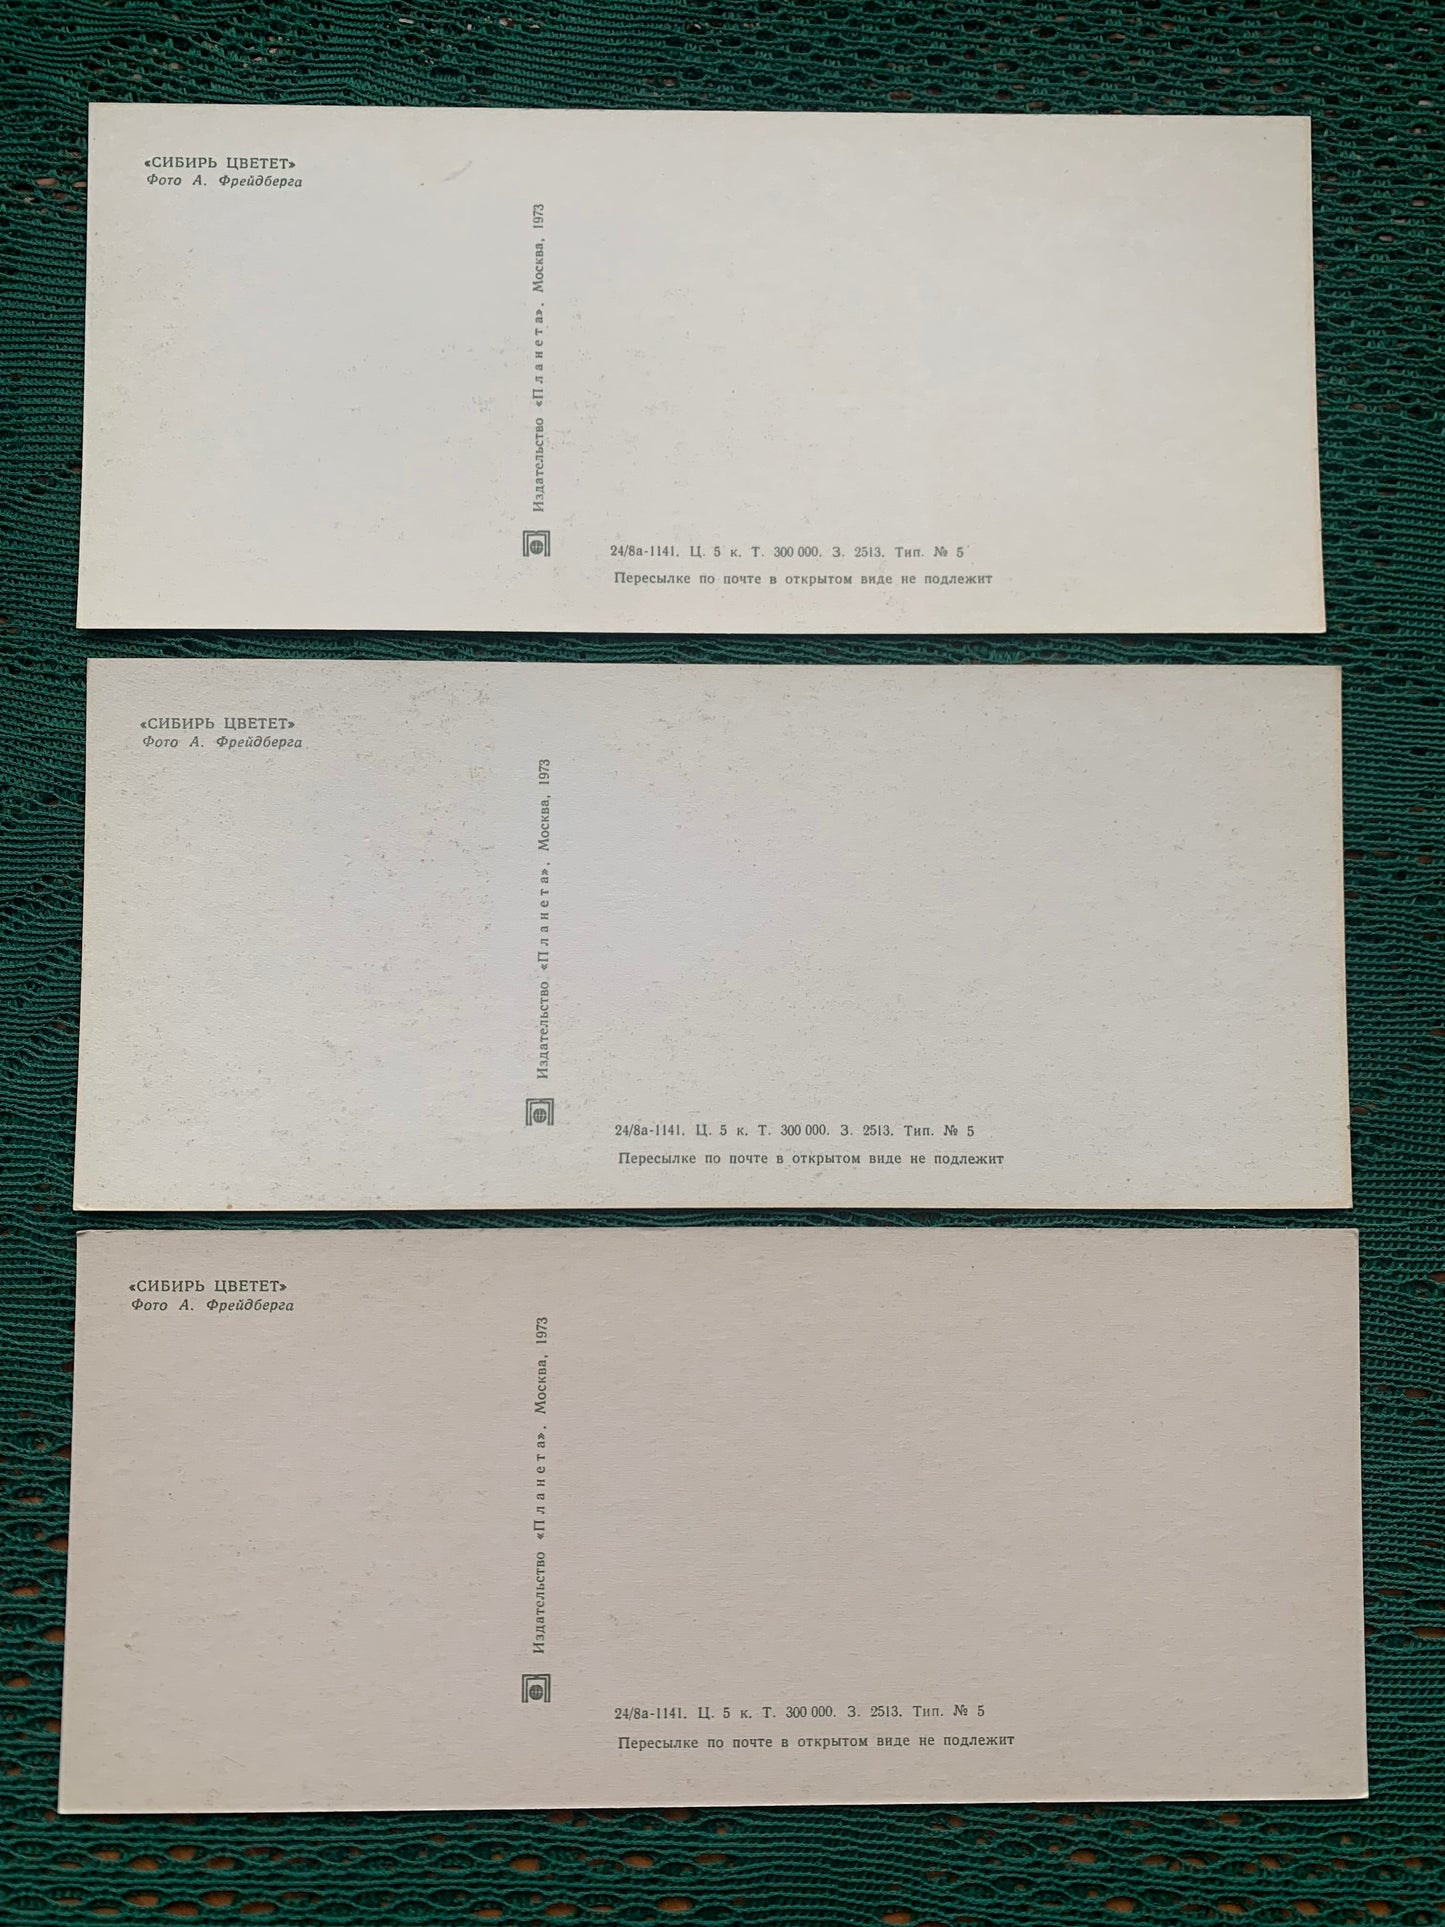 «СИБИРЬ ЦВЕТЕТ»
Фото А. Фрейдберга
Издательство «Планета». Москва, 1973
24/8а-1141. Ц. 5 к. Т. 300 000. З. 2513. Тип. № 5
Пересылке по почте в открытом виде не подлежит
«СИБИРЬ ЦВЕТЕТ»
Фото А. Фрейдберга
Издательство «Планета». Москва, 1973
24/8а-1141. Ц. 5 к. Т. 300 000. З. 2513. Тип. № 5
Пересылке по почте в открытом виде не подлежит
«СИБИРЬ ЦВЕТЕТ»
Фото А. Фрейдберга
Издательство «Планета». Москва, 1973
24/8а-1141. Ц. 5 к. Т. 300 000. З. 2513. Тип. № 5
Пересылке по почте в открытом виде не подлежит